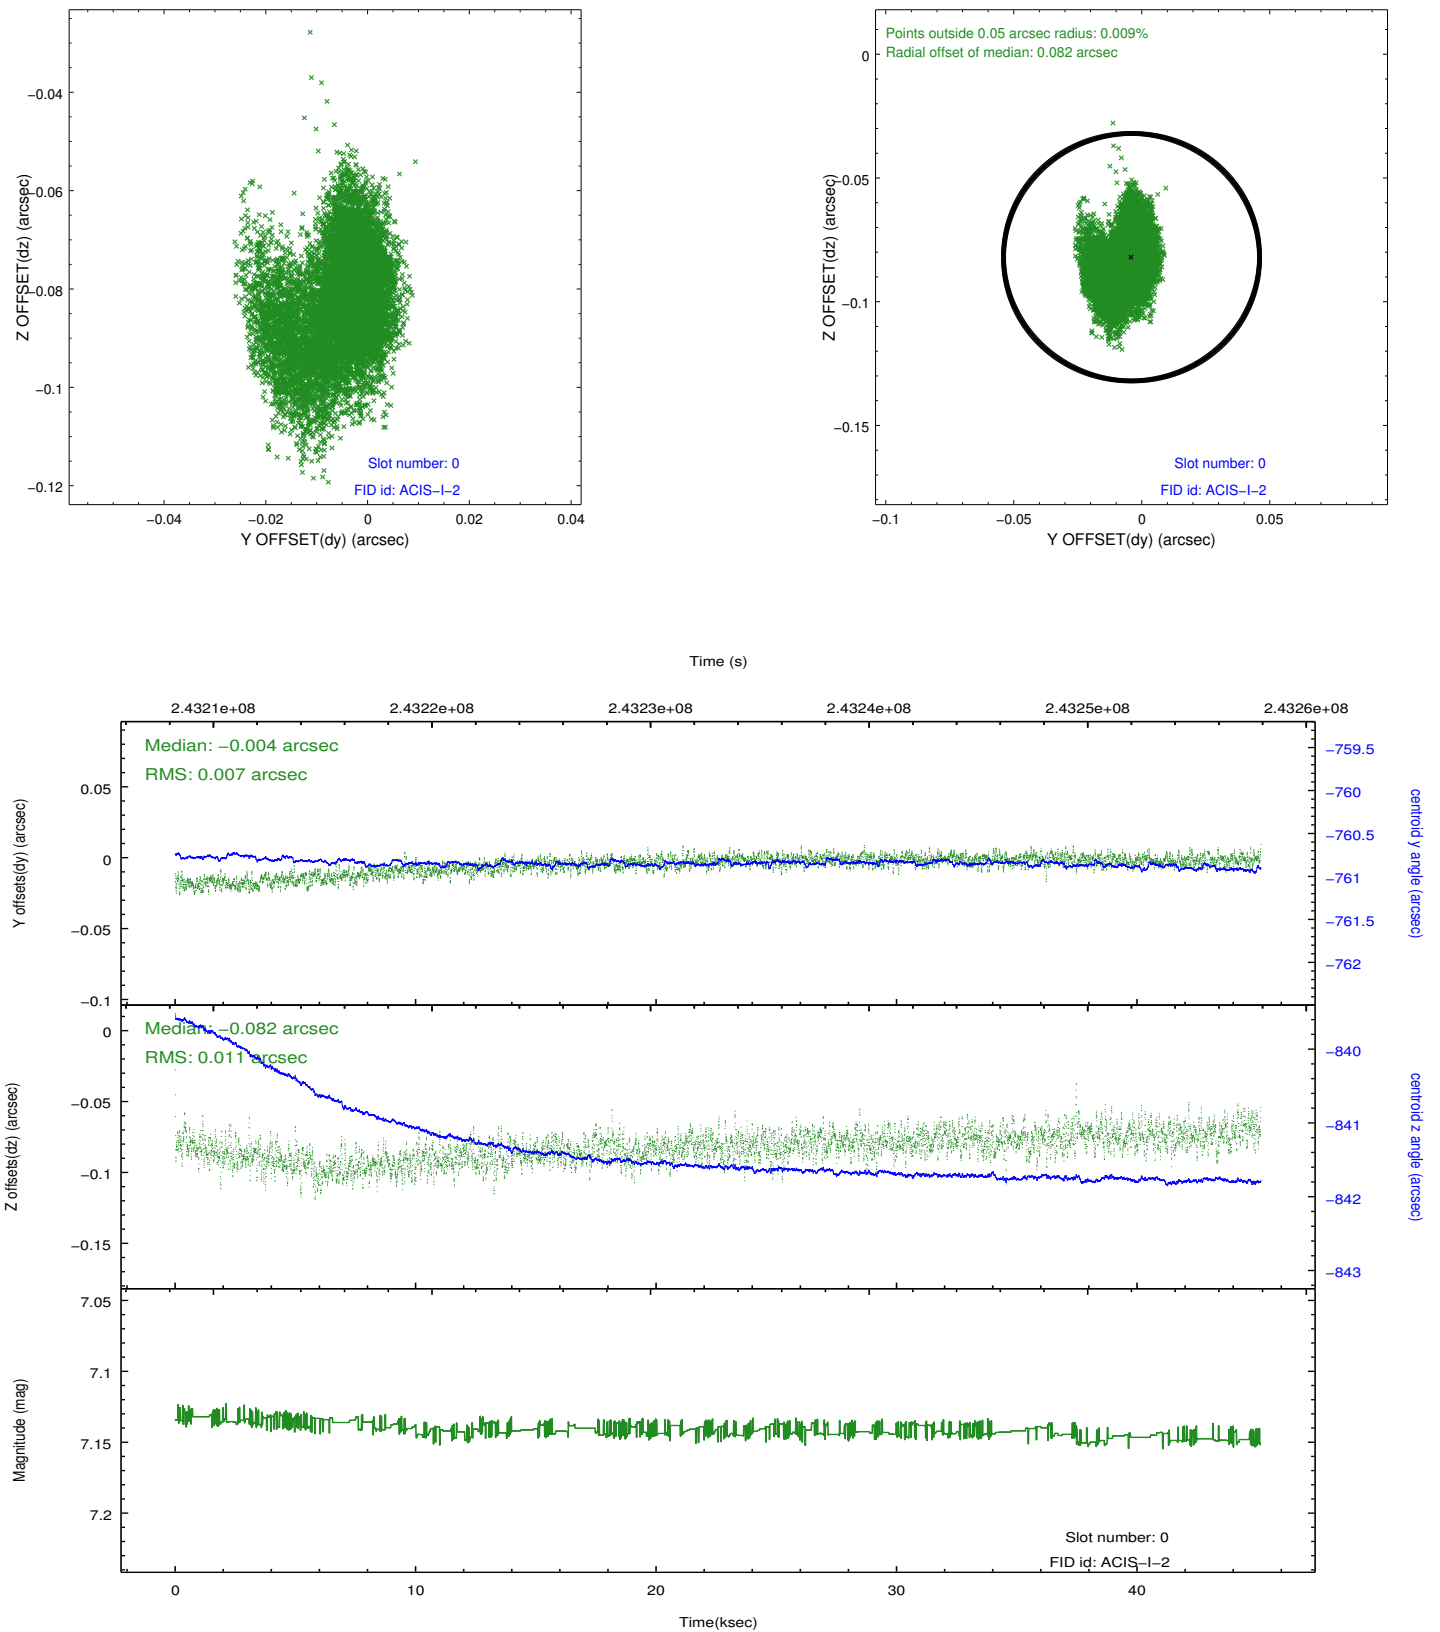 −0.04
−0.06
−0.08
−0.1
−0.12
Z OFFSET(dz) (arcsec)
Slot number: 0
FID id: ACIS−I−2
−0.04
−0.02
0
0.02
0.04
Y OFFSET(dy) (arcsec)
Points outside 0.05 arcsec radius: 0.009%
Radial offset of median: 0.082 arcsec
0
−0.05
−0.1
−0.15
Z OFFSET(dz) (arcsec)
Slot number: 0
FID id: ACIS−I−2
−0.1
−0.05
0
0.05
Y OFFSET(dy) (arcsec)
Time (s)
2.4321e+08
2.4322e+08
2.4323e+08
2.4324e+08
2.4325e+08
2.4326e+08
Median: −0.004 arcsec
RMS: 0.007 arcsec
0.05
0
−0.05
−0.1
Y offsets(dy) (arcsec)
−759.5
−760
−760.5
−761
−761.5
−762
centroid y angle (arcsec)
Median: −0.082 arcsec
RMS: 0.011 arcsec
0
−0.05
−0.1
−0.15
Z offsets(dz) (arcsec)
−840
−841
−842
−843
centroid z angle (arcsec)
7.05
7.1
7.15
7.2
Magnitude (mag)
Slot number: 0
FID id: ACIS−I−2
0
10
20
30
40
Time(ksec)